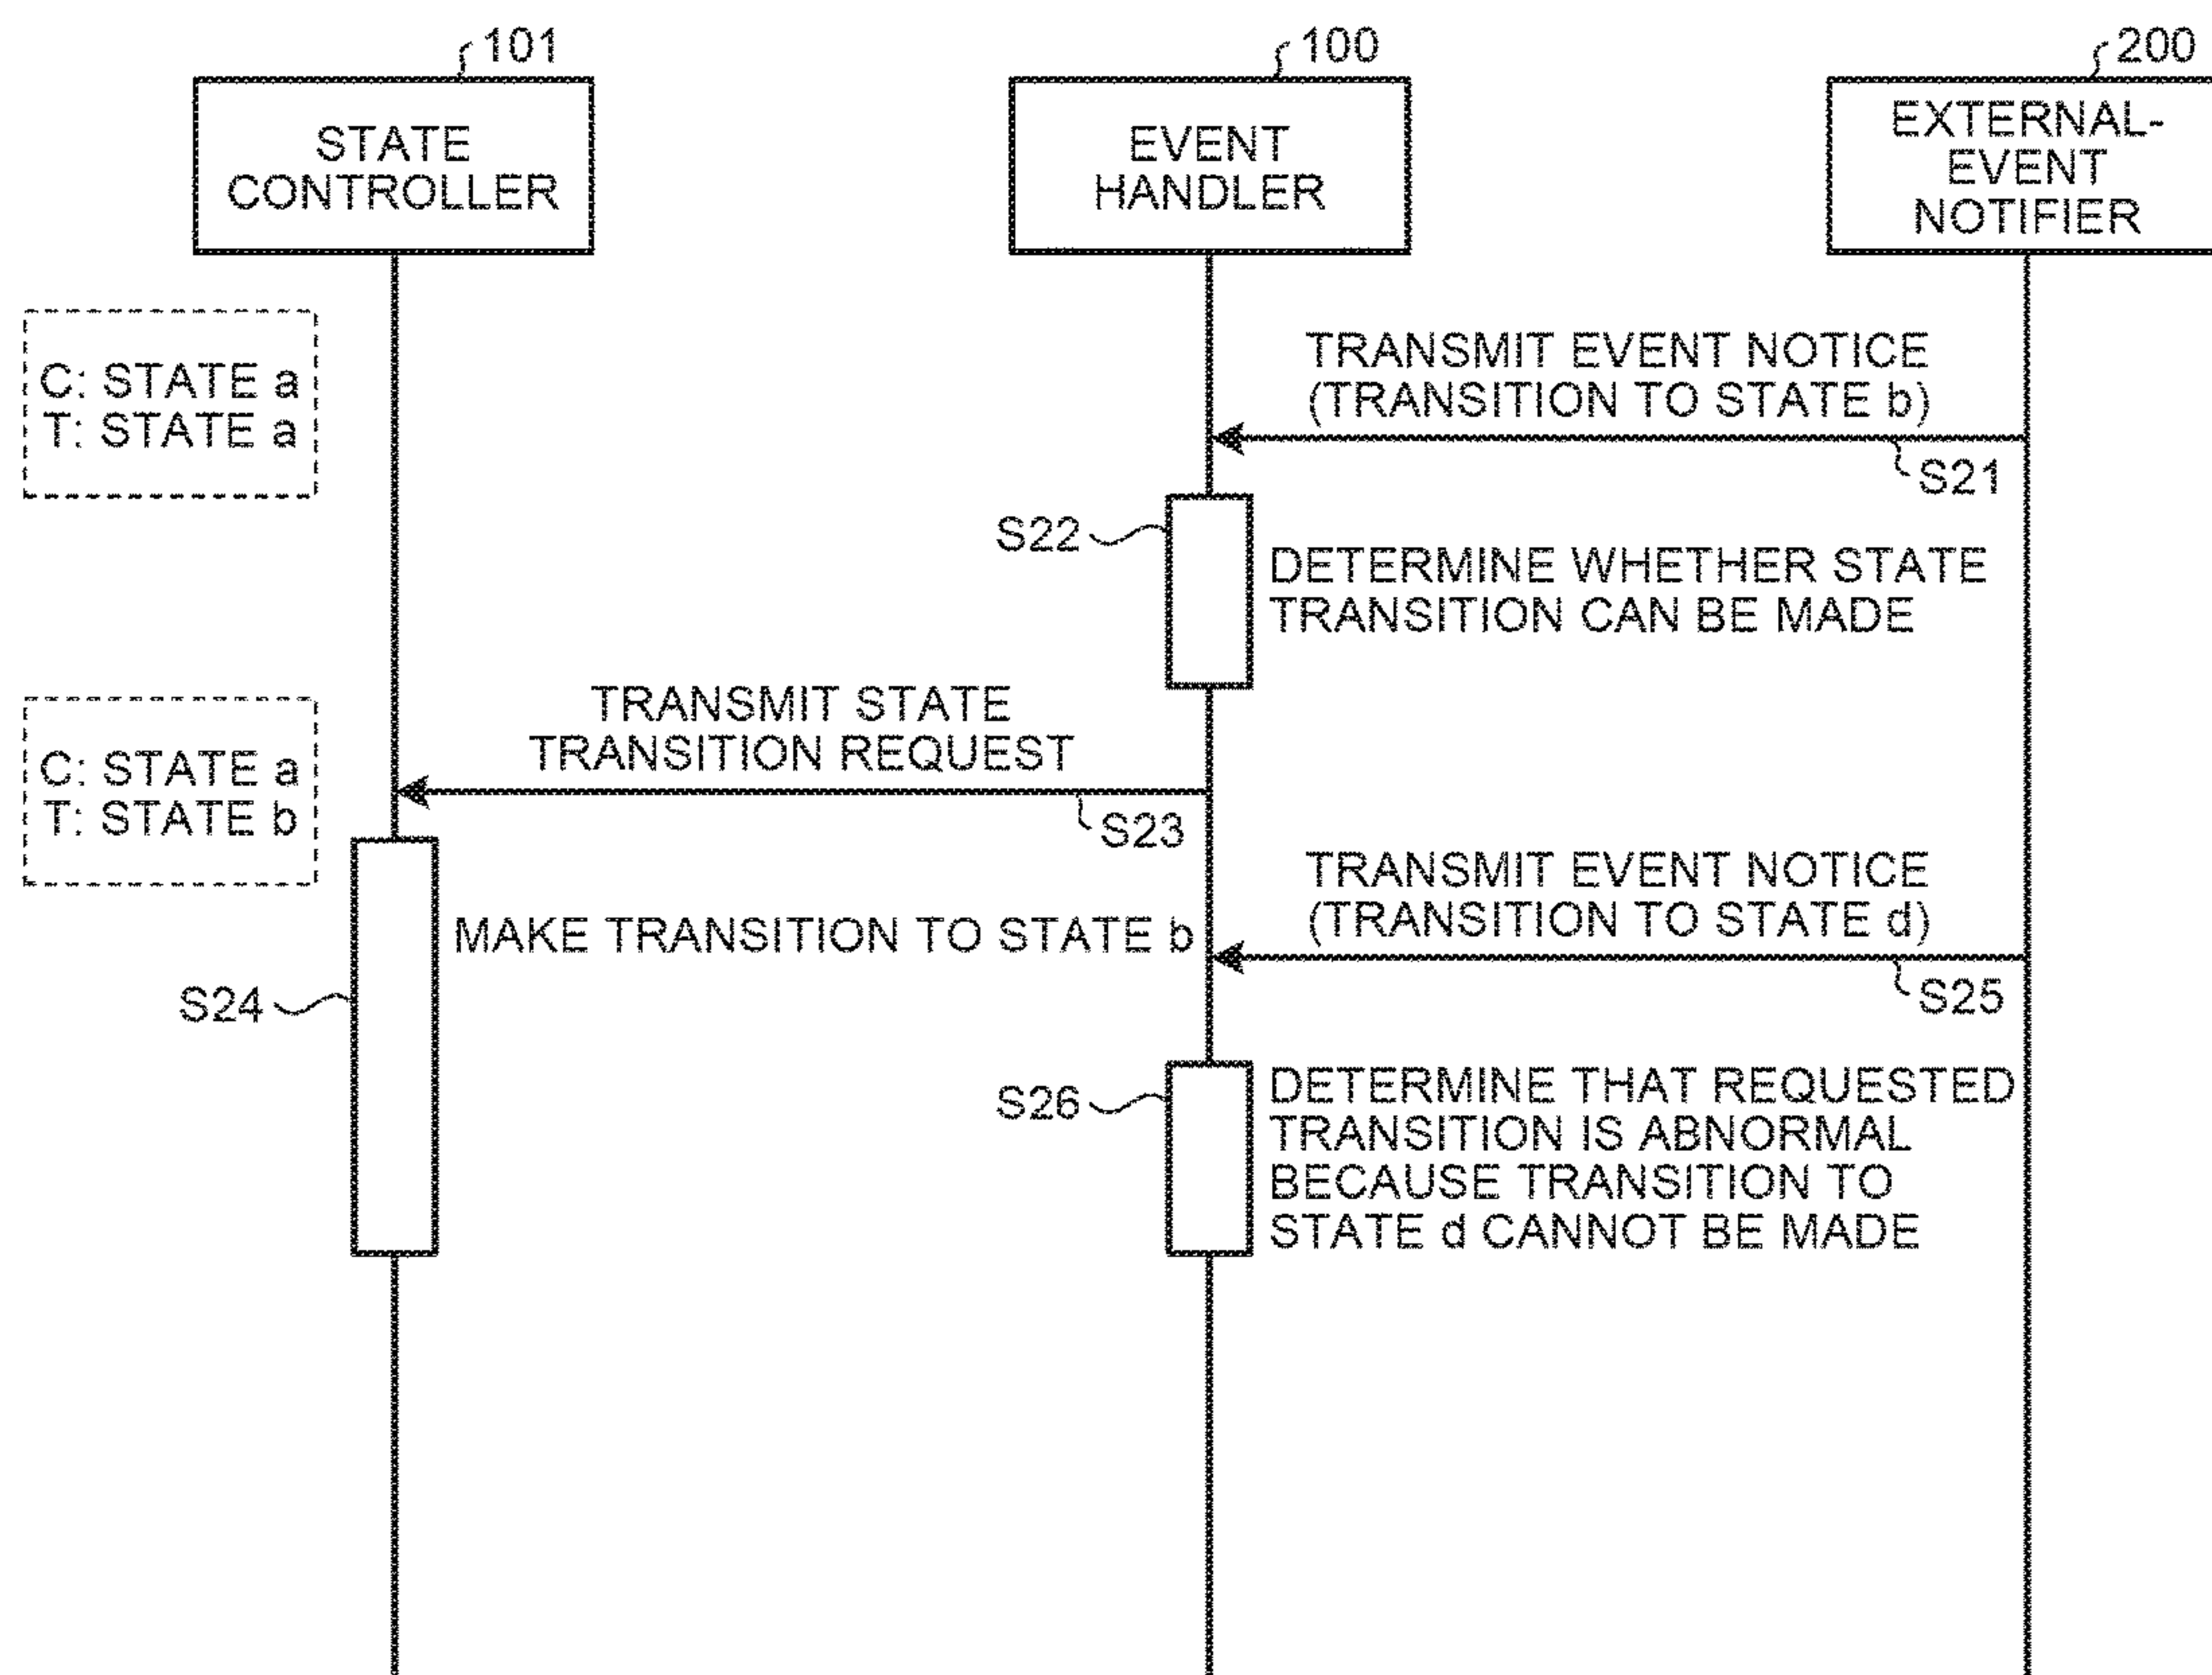 101
100
200
STATE
CONTROLLER
EVENT
HANDLER
EXTERNAL-
EVENT
NOTIFIER
C: STATE a
T: STATE a
TRANSMIT EVENT NOTICE
(TRANSITION TO STATE b)
S21
S22
DETERMINE WHETHER STATE
TRANSITION CAN BE MADE
TRANSMIT STATE
TRANSITION REQUEST
C: STATE a
T: STATE b
S23
TRANSMIT EVENT NOTICE
(TRANSITION TO STATE d)
MAKE TRANSITION TO STATE b
S24
S25
S26
DETERMINE THAT REQUESTED
TRANSITION IS ABNORMAL
BECAUSE TRANSITION TO
STATE d CANNOT BE MADE